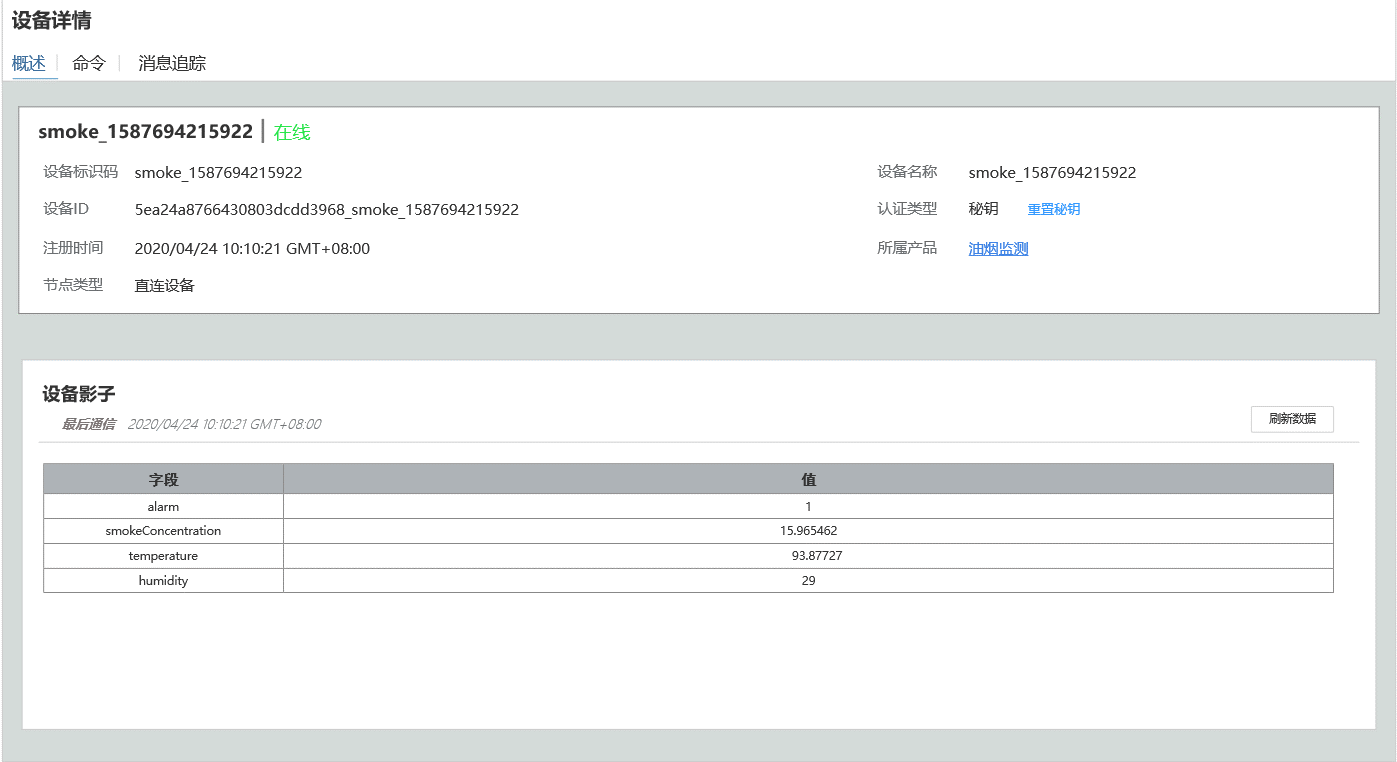 设备详情
概述 命令 消息追踪
smoke_1587694215922 | 在线
设备标识码 smoke_1587694215922 设备名称 smoke_1587694215922
设备ID 5ea24a8766430803dcdd3968_smoke_1587694215922 认证类型 秘钥 重置秘钥
注册时间 2020/04/24 10:10:21 GMT+08:00 所属产品 油烟监测
节点类型 直连设备
设备影子
最后通信 2020/04/24 10:10:21 GMT+08:00 刷新数据
字段 值
alarm 1
smokeConcentration 15.965462
temperature 93.87727
humidity 29